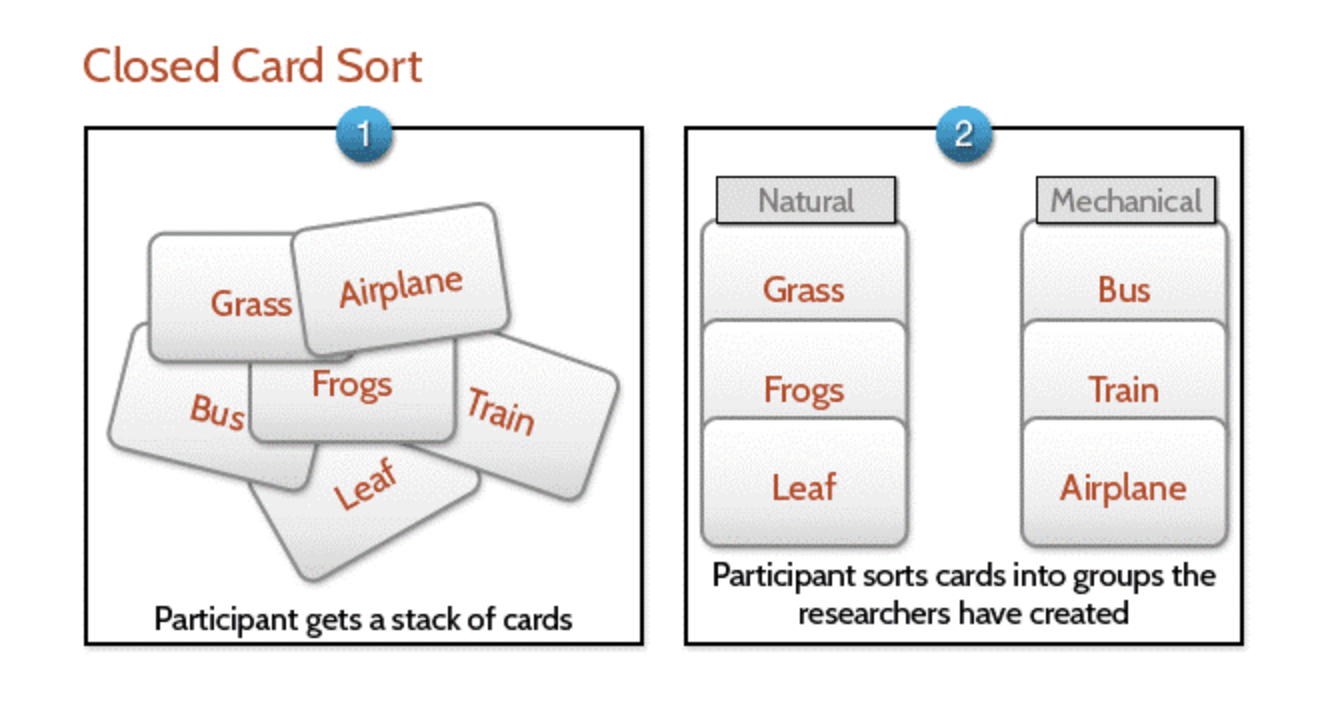 Closed Card Sort
1
Grass
Airplane
Bus
Frogs
Train
Leaf
Participant gets a stack of cards
2
Natural
Grass
Frogs
Leaf
Mechanical
Bus
Train
Airplane
Participant sorts cards into groups the
researchers have created